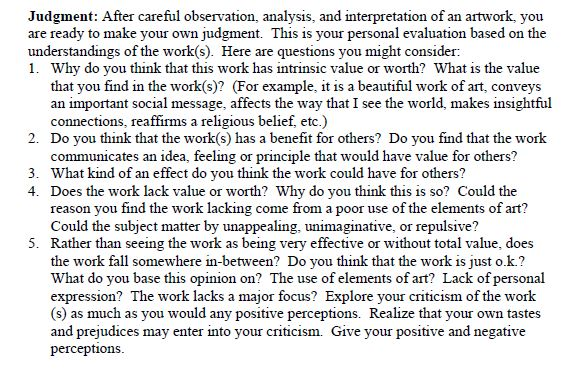 Judgment: After careful observation, analysis, and interpretation of an artwork, you
are ready to make your own judgment.  This is your personal evaluation based on the
understandings of the work(s).  Here are questions you might consider:
1.  Why do you think that this work has intrinsic value or worth?  What is the value
that you find in the work(s)?  (For example, it is a beautiful work of art, conveys
an important social message, affects the way that I see the world, makes insightful
connections, reaffirms a religious belief, etc.)
2.  Do you think that the work(s) has a benefit for others?  Do you find that the work
communicates an idea, feeling or principle that would have value for others?
3.  What kind of an effect do you think the work could have for others?
4.  Does the work lack value or worth?  Why do you think this is so?  Could the
reason you find the work lacking come from a poor use of the elements of art?
Could the subject matter by unappealing, unimaginative, or repulsive?
5.  Rather than seeing the work as being very effective or without total value, does
the work fall somewhere in-between?  Do you think that the work is just o.k.?
What do you base this opinion on?  The use of elements of art?  Lack of personal
expression?  The work lacks a major focus?  Explore your criticism of the work
(s) as much as you would any positive perceptions.  Realize that your own tastes
and prejudices may enter into your criticism.  Give your positive and negative
perceptions.